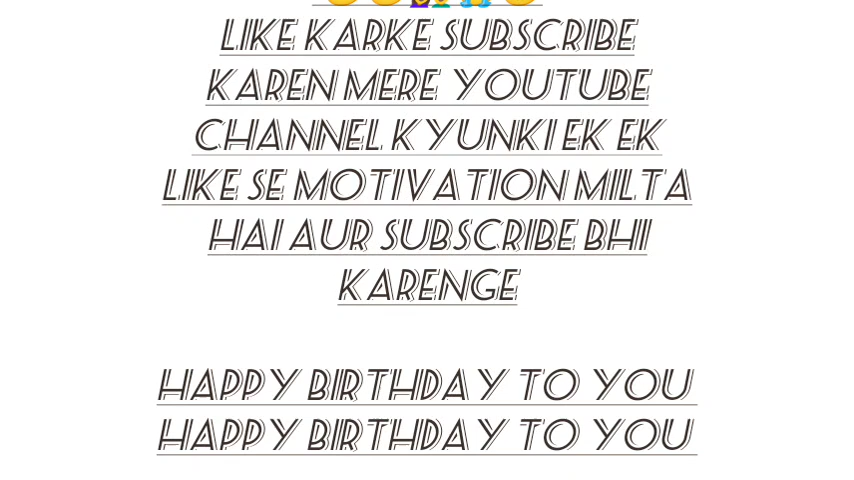 LIKE KARKE SUBSCRIBE
KAREN MERE YOUTUBE
CHANNEL KYUNKI EK EK
LIKE SE MOTIVATION MILTA
HAI AUR SUBSCRIBE BHI
KARENGE
HAPPY BIRTHDAY TO YOU
HAPPY BIRTHDAY TO YOU